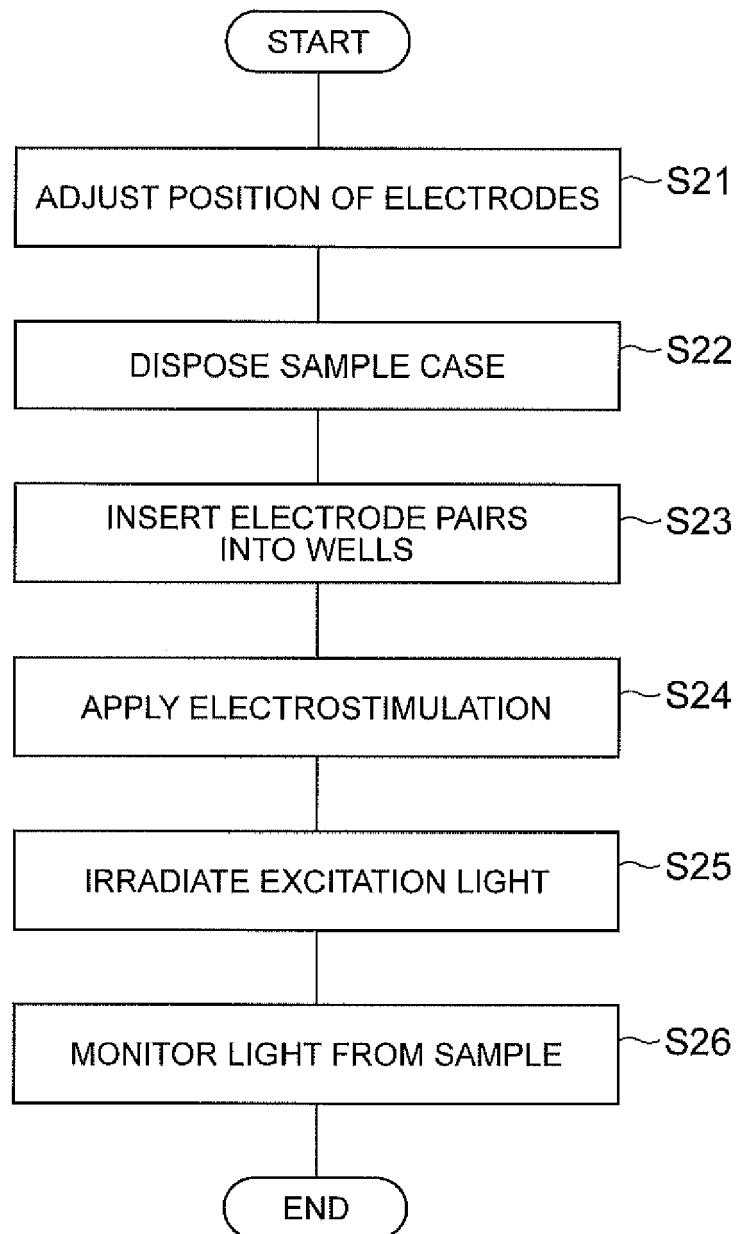 START
ADJUST POSITION OF ELECTRODES
S21
DISPOSE SAMPLE CASE
S22
INSERT ELECTRODE PAIRS
INTO WELLS
S23
APPLY ELECTROSTIMULATION
S24
IRRADIATE EXCITATION LIGHT
S25
MONITOR LIGHT FROM SAMPLE
S26
END